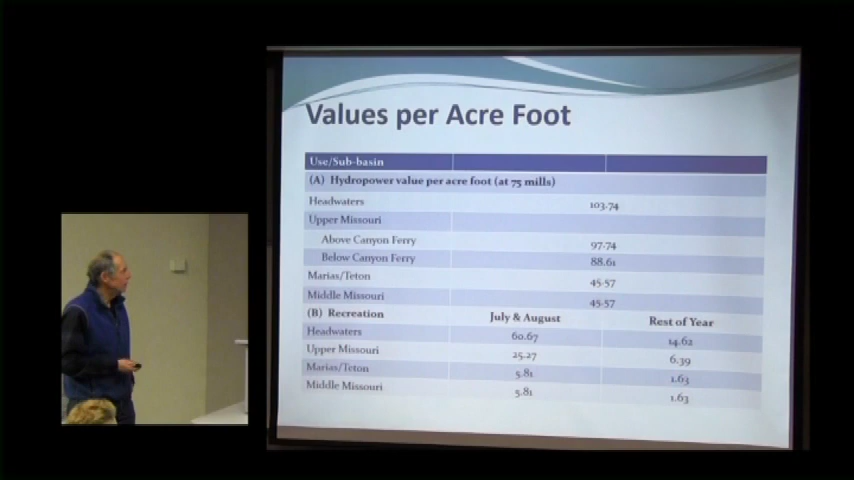 Values per Acre Foot
Use/Sub-basin
(A) Hydropower value per acre foot (at 75 mills)
Headwaters 103.74
Upper Missouri
Above Canyon Ferry 97.74
Below Canyon Ferry 88.61
Marias/Teton 45.57
Middle Missouri 45.57
(B) Recreation July & August Rest of Year
Headwaters 60.67 14.62
Upper Missouri 25.27 6.39
Marias/Teton 5.81 1.63
Middle Missouri 5.81 1.63